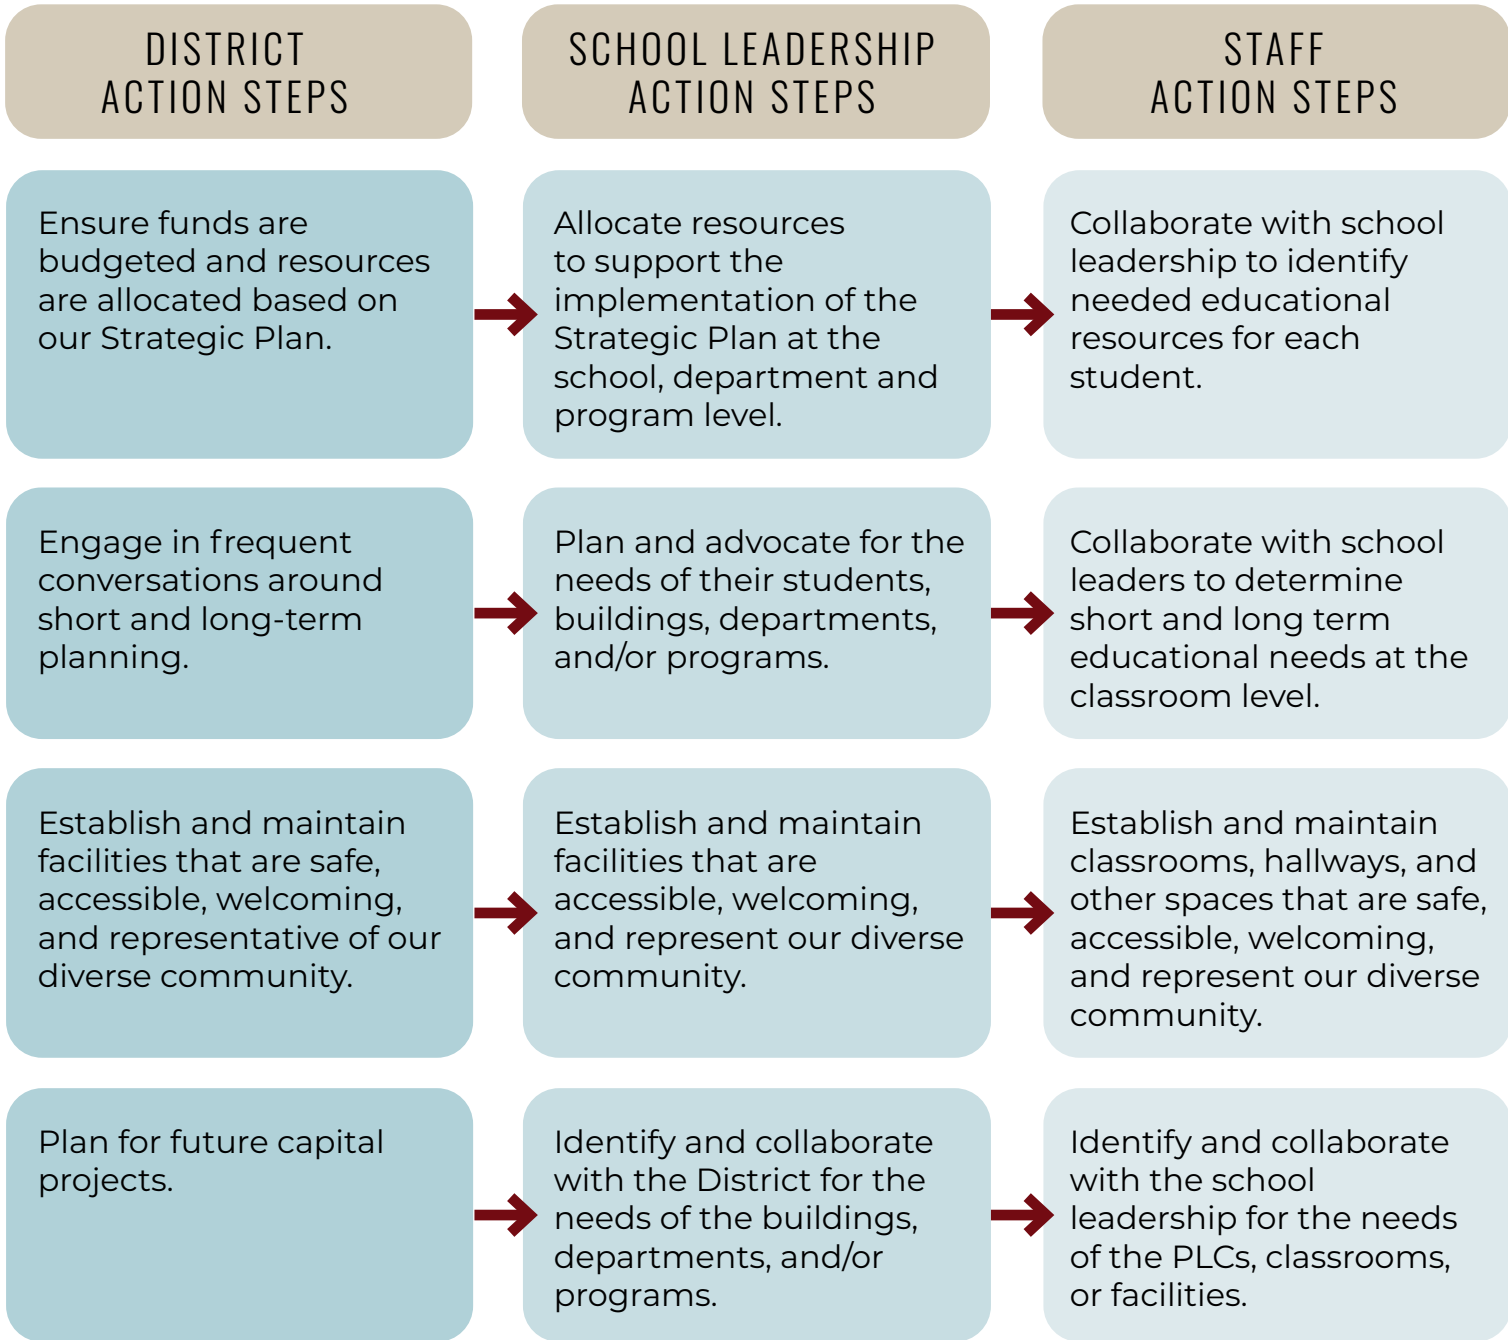 DISTRICT
ACTION STEPS
SCHOOL LEADERSHIP
ACTION STEPS
STAFF
ACTION STEPS
Ensure funds are
budgeted and resources
are allocated based on
our Strategic Plan.
Allocate resources
to support the
implementation of the
Strategic Plan at the
school, department and
program level.
Collaborate with school
leadership to identify
needed educational
resources for each
student.
Engage in frequent
conversations around
short and long-term
planning.
Plan and advocate for the
needs of their students,
buildings, departments,
and/or programs.
Collaborate with school
leaders to determine
short and long term
educational needs at the
classroom level.
Establish and maintain
facilities that are safe,
accessible, welcoming,
and representative of our
diverse community.
Establish and maintain
facilities that are
accessible, welcoming,
and represent our diverse
community.
Establish and maintain
classrooms, hallways, and
other spaces that are safe,
accessible, welcoming,
and represent our diverse
community.
Plan for future capital
projects.
Identify and collaborate
with the District for the
needs of the buildings,
departments, and/or
programs.
Identify and collaborate
with the school
leadership for the needs
of the PLCs, classrooms,
or facilities.